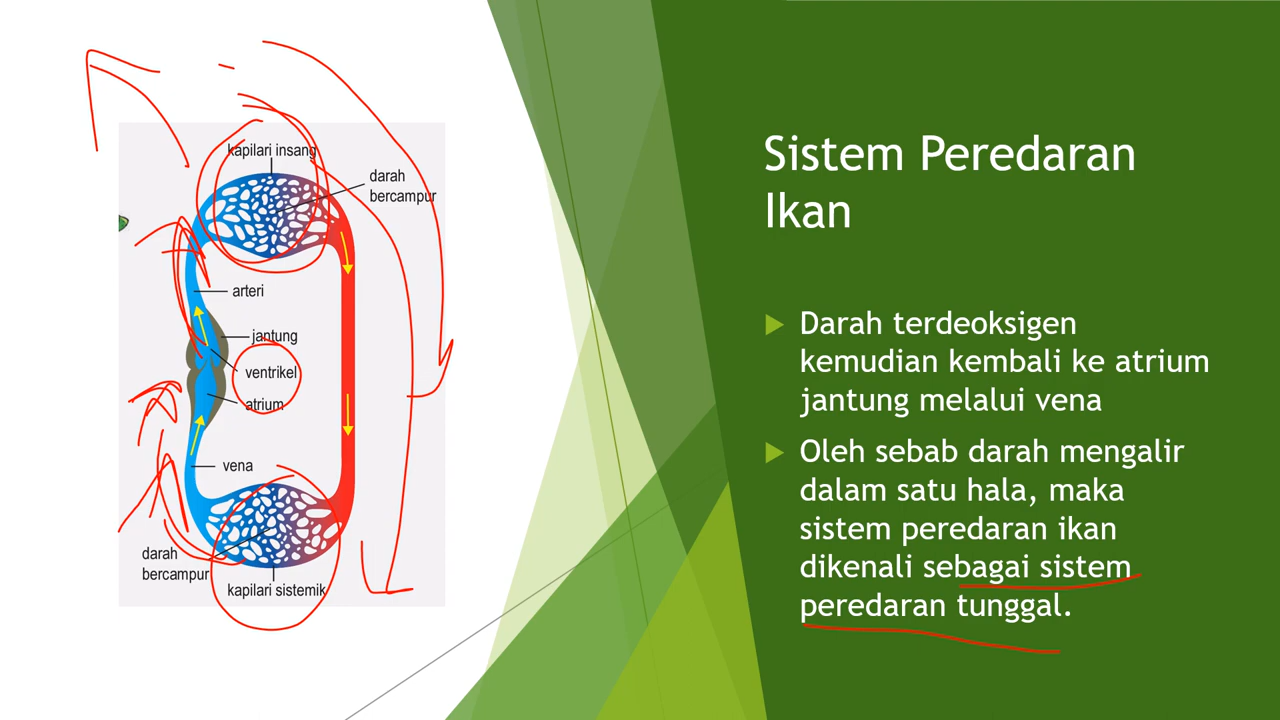 kapilari insang
darah
bercampur
arteri
jantung
ventrikel
atrium
vena
darah
bercampur
kapilari sistemik
Sistem Peredaran
Ikan
Darah terdeoksigen
kemudian kembali ke atrium
jantung melalui vena
Oleh sebab darah mengalir
dalam satu hala, maka
sistem peredaran ikan
dikenali sebagai sistem
peredaran tunggal.